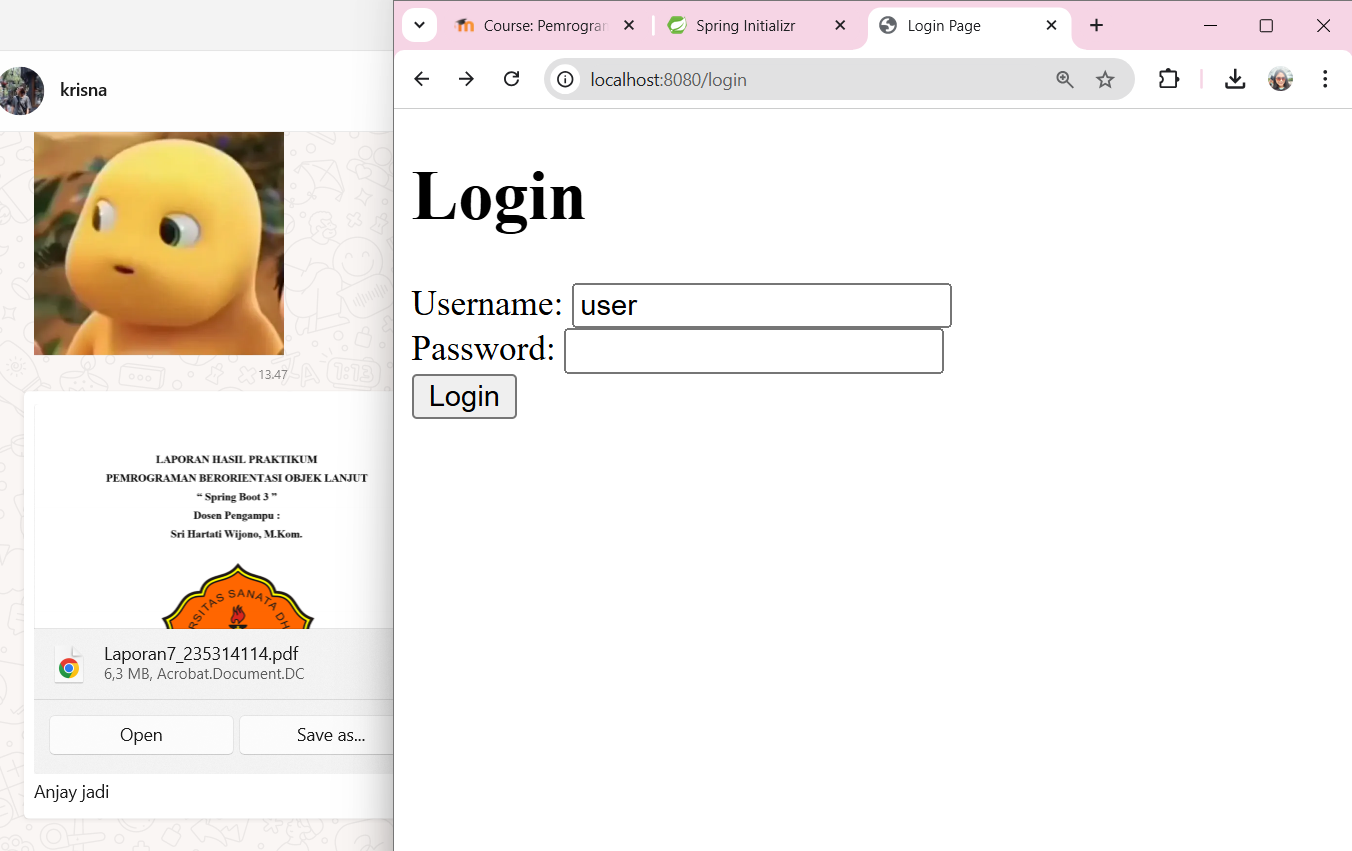 krisna
13.47
LAPORAN HASIL PRAKTIKUM
PEMROGRAMAN BERORIENTASI OBJEK LANJUT
“ Spring Boot 3 ”
Dosen Pengampu :
Sri Hartati Wijono, M.Kom.
SITAS SANATA DH
Laporan7_235314114.pdf
6,3 MB, Acrobat.Document.DC
Open
Save as...
Anjay jadi
Course: Pemrogran
Spring Initializr
Login Page
localhost:8080/login
Login
Username: user
Password:
Login